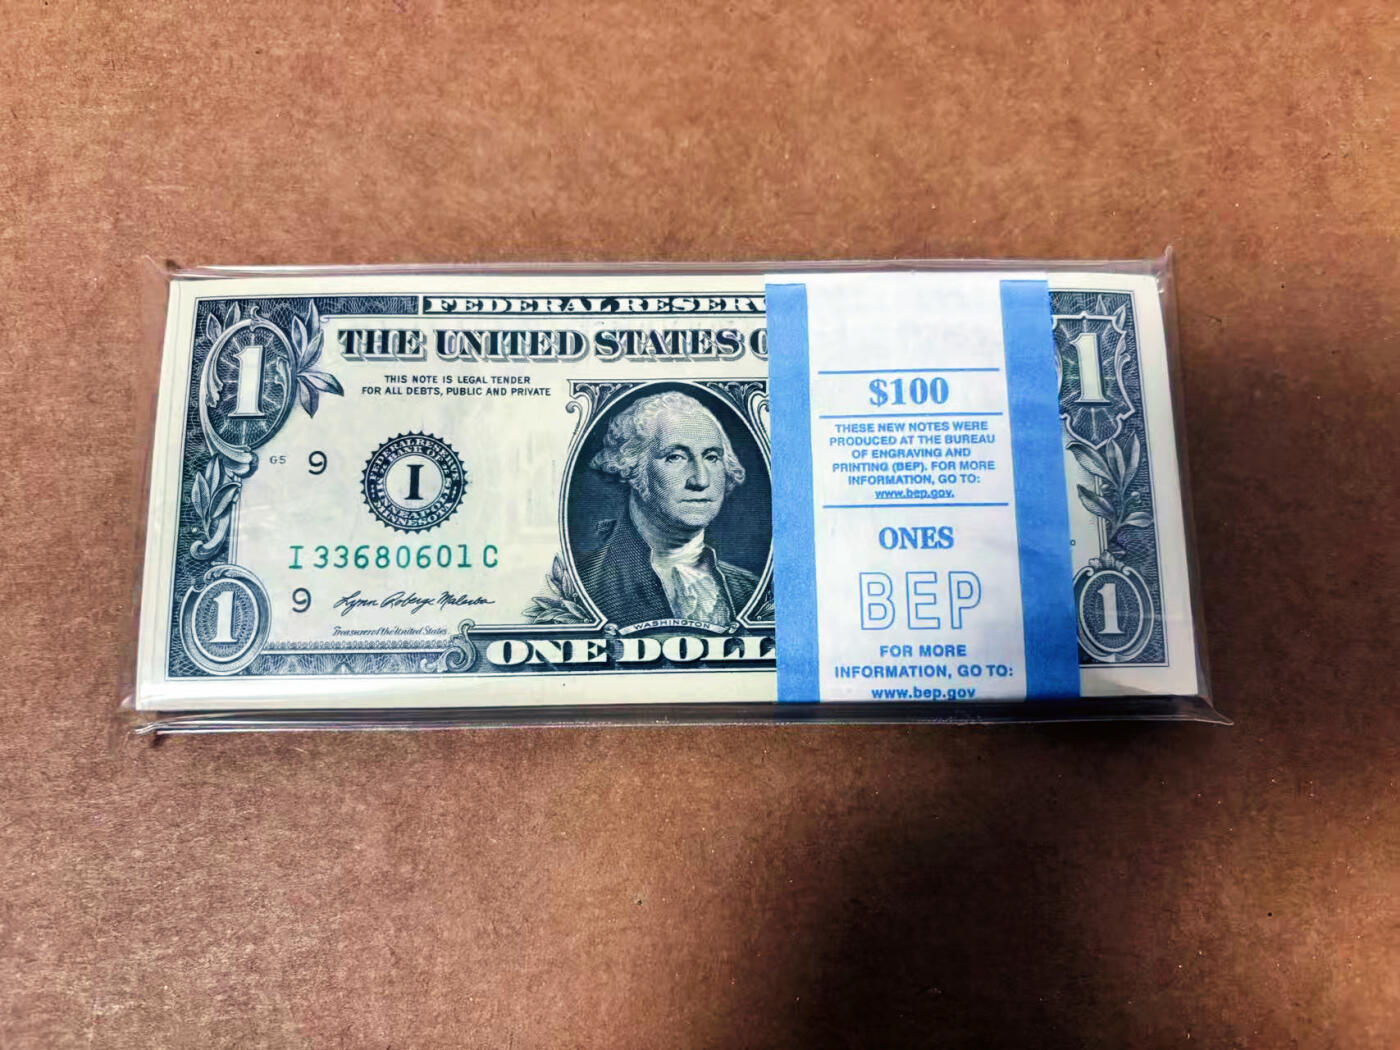 FEDERAL RESERV
THE UNITED STATES O
THIS NOTE IS LEGAL TENDER
FOR ALL DEBTS, PUBLIC AND PRIVATE
1
1
G5
9
I
I 33680601 C
9
Treasurer of the United States
WASHINGTON
ONE DOLL
1
1
$100
THESE NEW NOTES WERE
PRODUCED AT THE BUREAU
OF ENGRAVING AND
PRINTING (BEP). FOR MORE
INFORMATION, GO TO:
www.bep.gov.
ONES
BEP
FOR MORE
INFORMATION, GO TO:
www.bep.gov